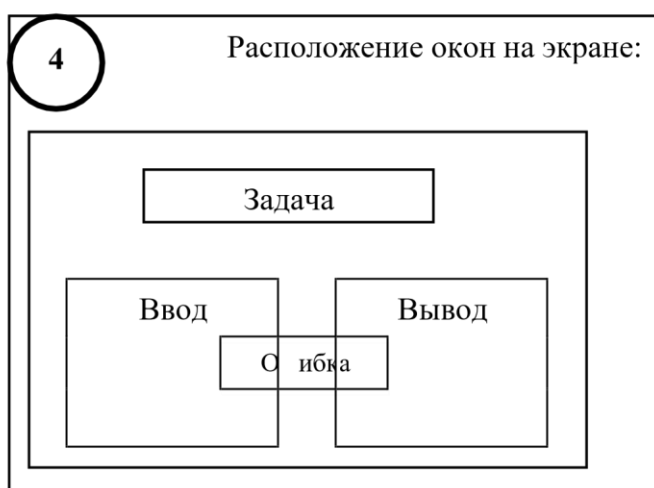 4
Расположение окон на экране:
Задача
Ввод
Вывод
О ибка